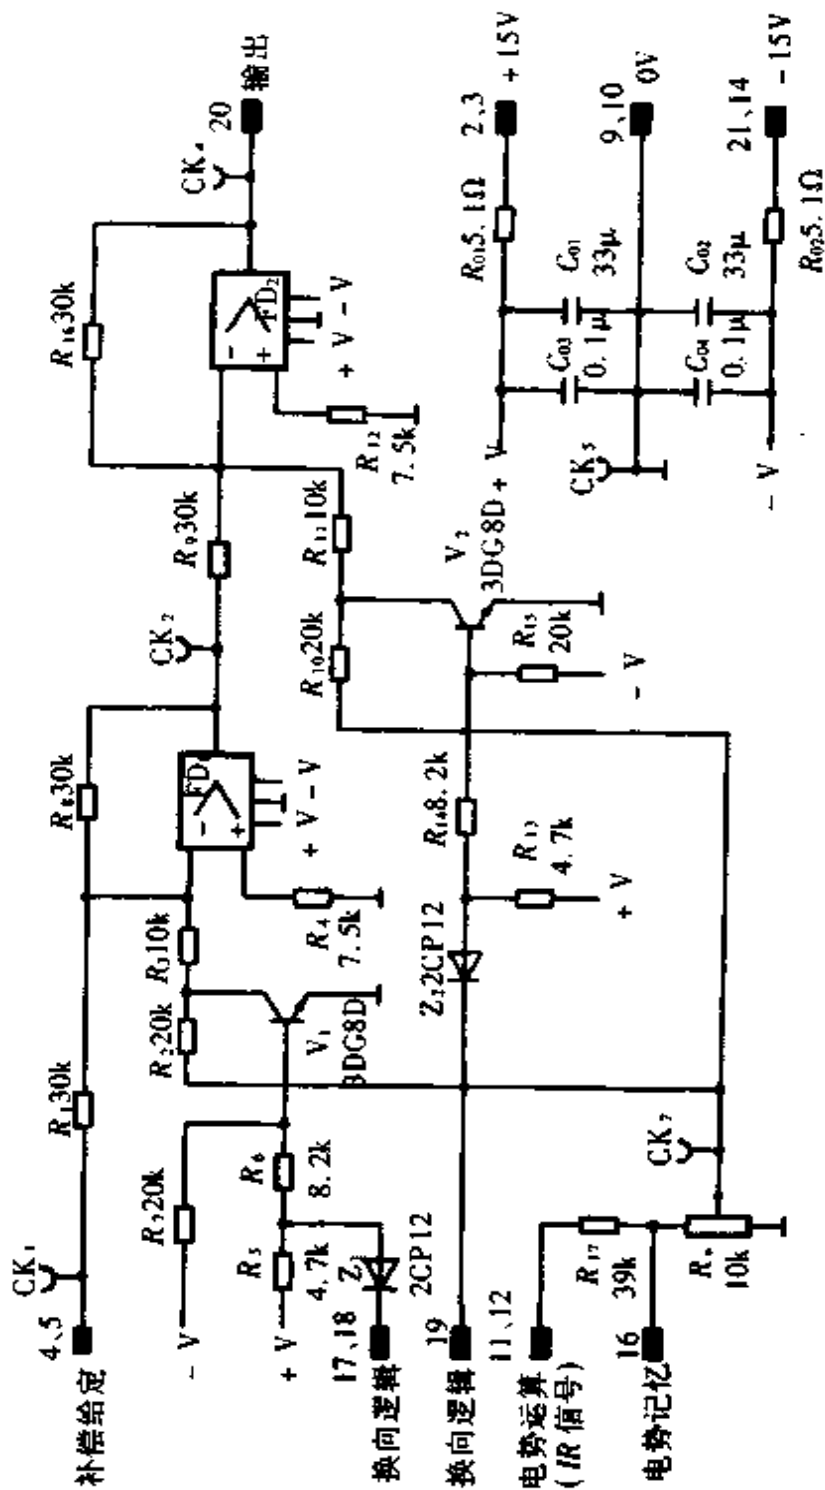 补偿给定
4、5
CK₁
R₁30k
R₈30k
R₁₆30k
CK₄
20
输出
- V
R₇20k
R₂20k
R₃10k
FD
-
+
+ V - V
CK₂
R₉30k
FD₂
-
+
+ V - V
+ V
R₅
4.7k
R₆
8.2k
V₁
3DG8D
R₄
7.5k
R₁₀20k
R₁₁10k
R₁₂
7.5k
换向逻辑
17、18
Z
2CP12
换向逻辑
19
Z₂2CP12
R₁₄8.2k
R₁₃
4.7k
+ V
R₁₅
20k
- V
V₂
3DG8D
电势运算
(IR 信号)
11、12
R₁₇
39k
CK₇
电势记忆
16
R
10k
+ V
R₀₁5.1Ω
2、3
+ 15V
C₀₃
0.1μ
C₀₁
33μ
CK₅
9、10
0V
C₀₄
0.1μ
C₀₂
33μ
- V
R₀₂5.1Ω
21、14
- 15V